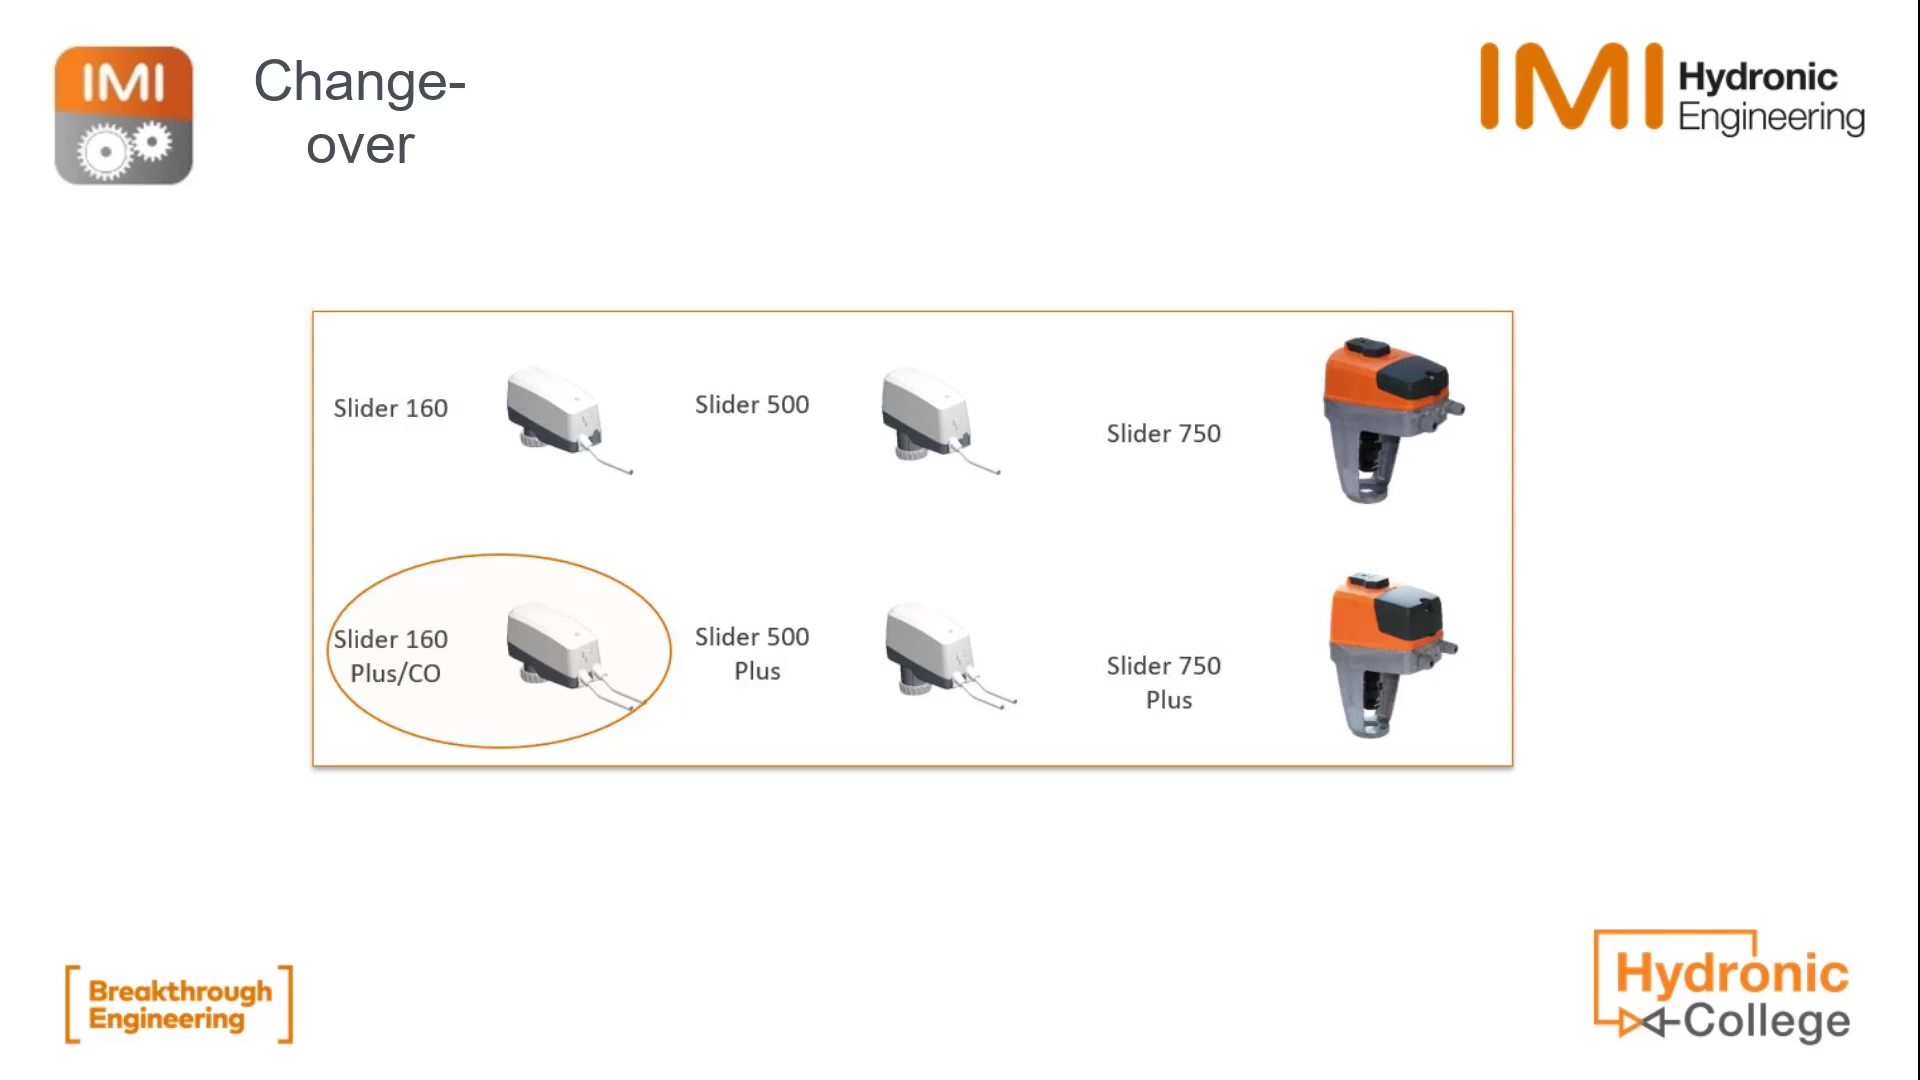 IMI
Change-
over
IMI Hydronic
Engineering
Slider 160
Slider 500
Slider 750
Slider 160
Plus/CO
Slider 500
Plus
Slider 750
Plus
Breakthrough
Engineering
Hydronic
College